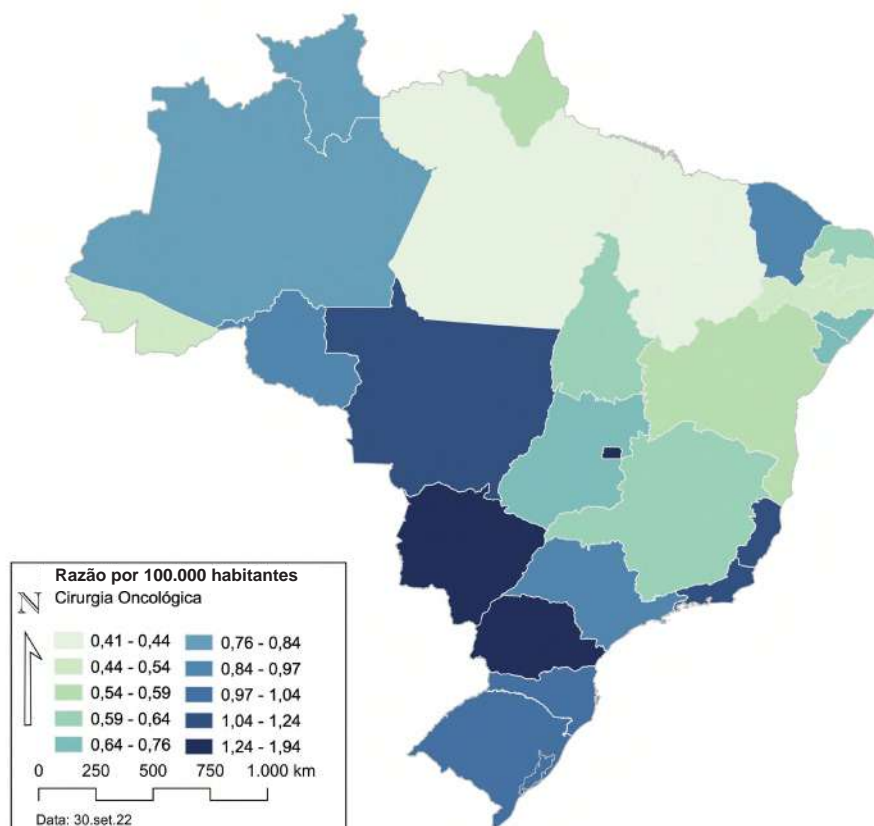 Razão por 100.000 habitantes
N Cirurgia Oncológica
0,41 - 0,44 0,76 - 0,84
0,44 - 0,54 0,84 - 0,97
0,54 - 0,59 0,97 - 1,04
0,59 - 0,64 1,04 - 1,24
0,64 - 0,76 1,24 - 1,94
0 250 500 750 1.000 km
Data: 30.set.22